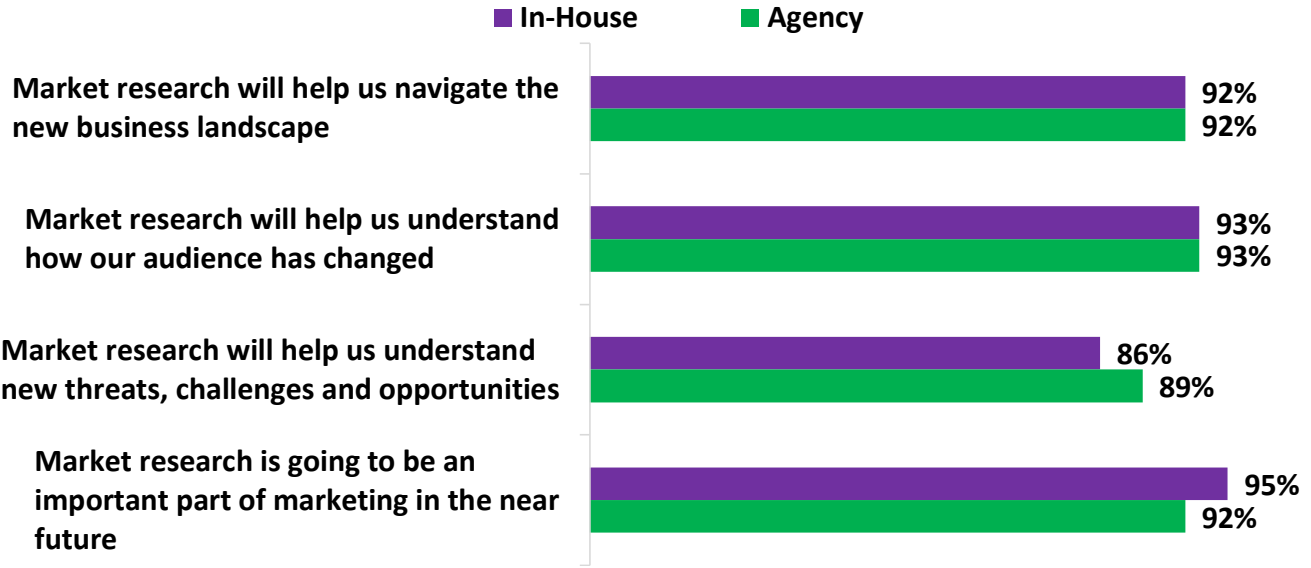 In-House Agency
Market research will help us navigate the
new business landscape
92%
92%
Market research will help us understand
how our audience has changed
93%
93%
Market research will help us understand
new threats, challenges and opportunities
86%
89%
Market research is going to be an
important part of marketing in the near
future
95%
92%